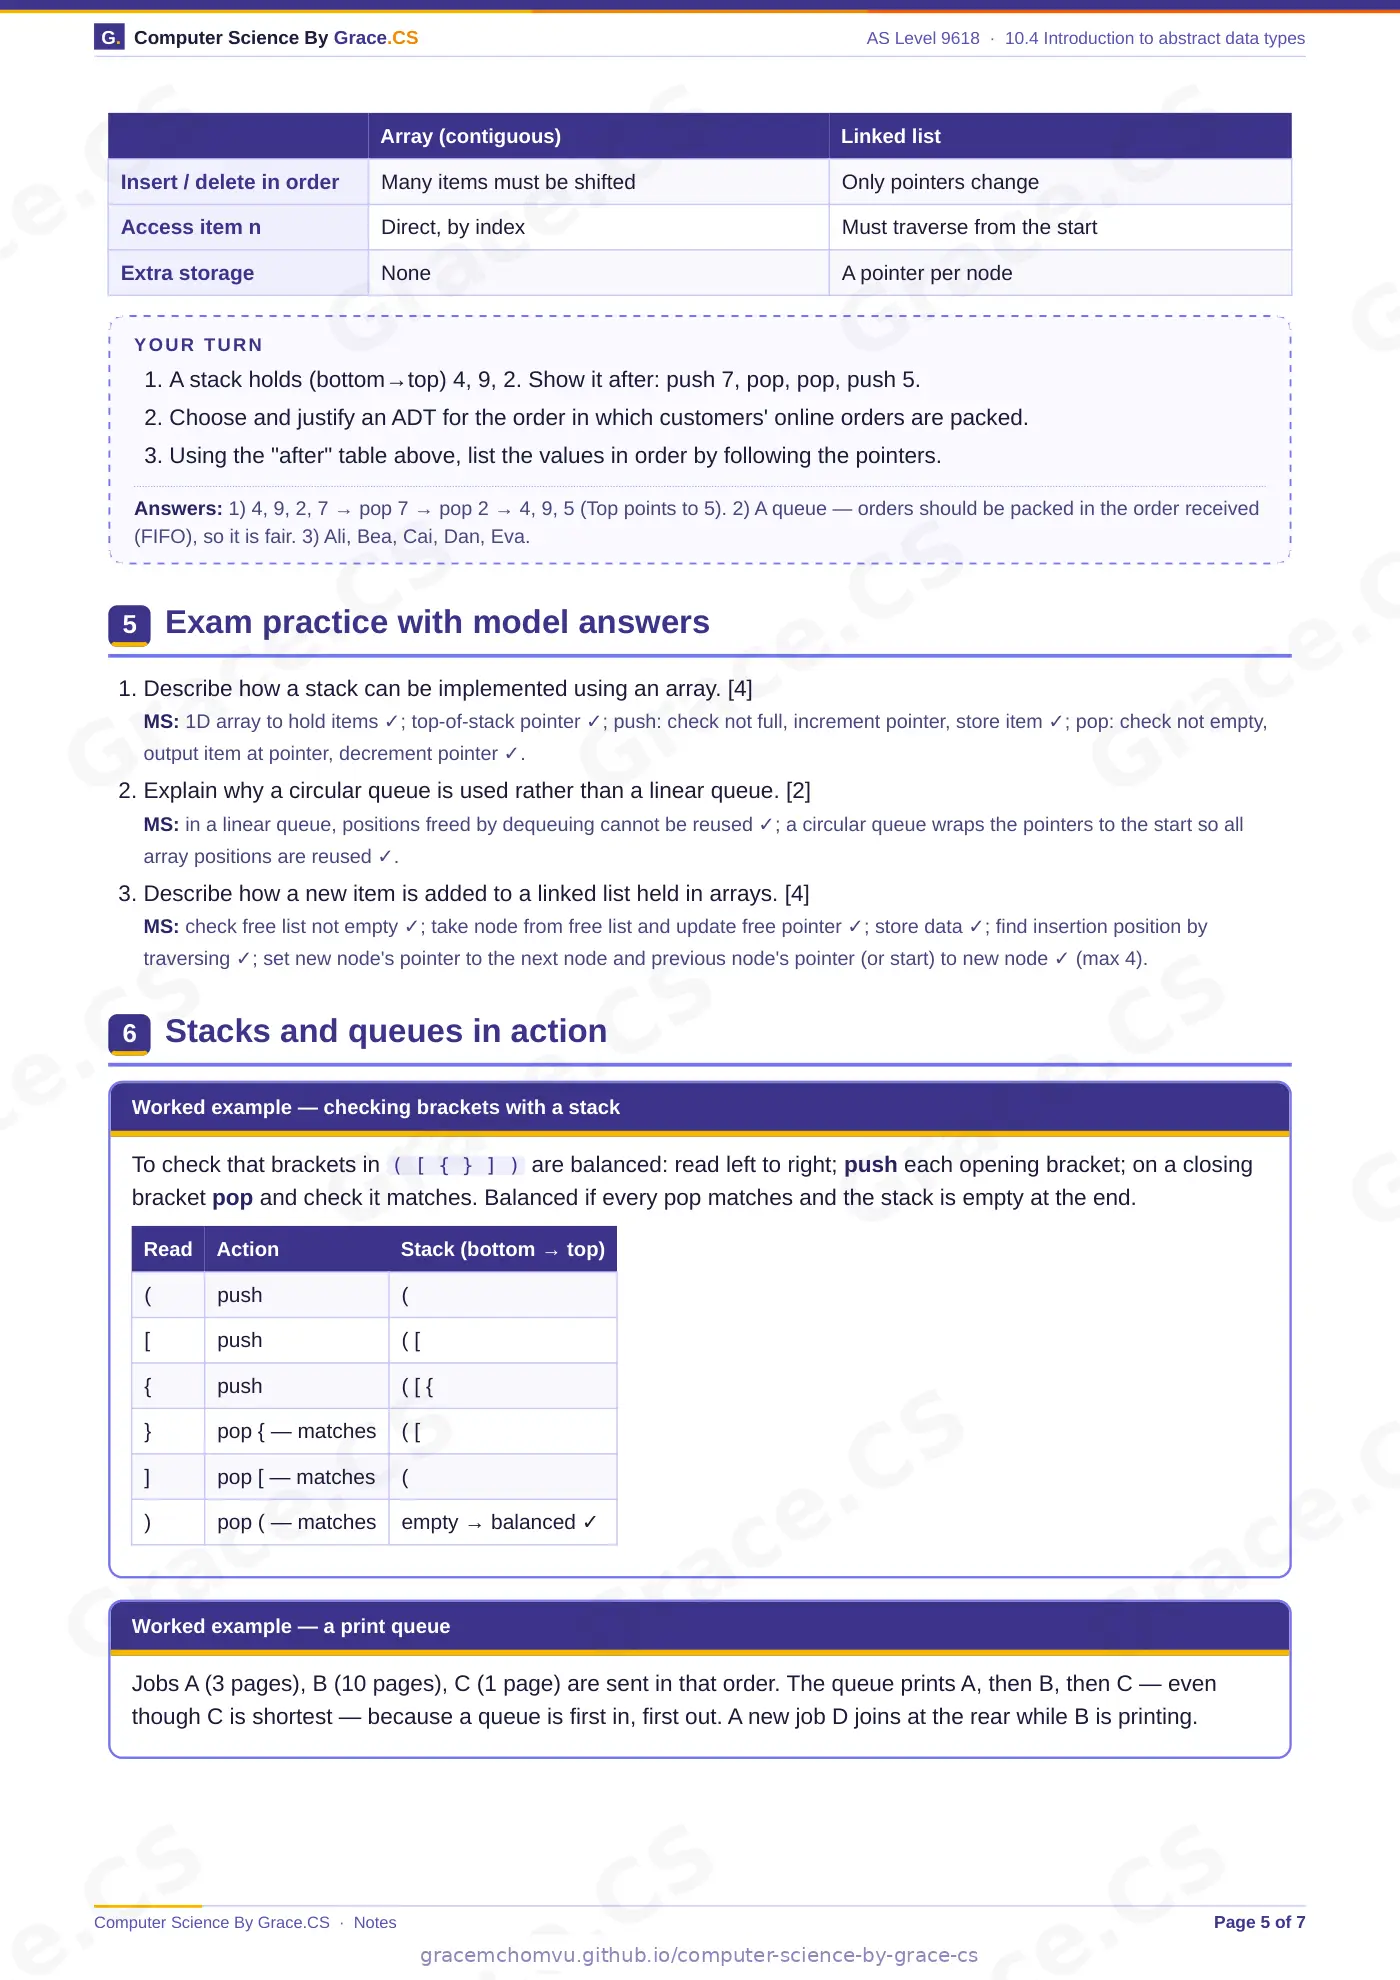 G. Computer Science By Grace.CS
AS Level 9618 · 10.4 Introduction to abstract data types
Array (contiguous) Linked list
Insert / delete in order Many items must be shifted Only pointers change
Access item n Direct, by index Must traverse from the start
Extra storage None A pointer per node
YOUR TURN
1. A stack holds (bottom→top) 4, 9, 2. Show it after: push 7, pop, pop, push 5.
2. Choose and justify an ADT for the order in which customers' online orders are packed.
3. Using the "after" table above, list the values in order by following the pointers.
Answers: 1) 4, 9, 2, 7 → pop 7 → pop 2 → 4, 9, 5 (Top points to 5). 2) A queue — orders should be packed in the order received
(FIFO), so it is fair. 3) Ali, Bea, Cai, Dan, Eva.
5 Exam practice with model answers
1. Describe how a stack can be implemented using an array. [4]
MS: 1D array to hold items ✓; top-of-stack pointer ✓; push: check not full, increment pointer, store item ✓; pop: check not empty,
output item at pointer, decrement pointer ✓.
2. Explain why a circular queue is used rather than a linear queue. [2]
MS: in a linear queue, positions freed by dequeuing cannot be reused ✓; a circular queue wraps the pointers to the start so all
array positions are reused ✓.
3. Describe how a new item is added to a linked list held in arrays. [4]
MS: check free list not empty ✓; take node from free list and update free pointer ✓; store data ✓; find insertion position by
traversing ✓; set new node's pointer to the next node and previous node's pointer (or start) to new node ✓ (max 4).
6 Stacks and queues in action
Worked example — checking brackets with a stack
To check that brackets in ( [ { } ] ) are balanced: read left to right; push each opening bracket; on a closing
bracket pop and check it matches. Balanced if every pop matches and the stack is empty at the end.
Read Action Stack (bottom → top)
( push (
[ push ( [
{ push ( [ {
} pop { — matches ( [
] pop [ — matches (
) pop ( — matches empty → balanced ✓
Worked example — a print queue
Jobs A (3 pages), B (10 pages), C (1 page) are sent in that order. The queue prints A, then B, then C — even
though C is shortest — because a queue is first in, first out. A new job D joins at the rear while B is printing.
Computer Science By Grace.CS · Notes
Page 5 of 7
gracemchomvu.github.io/computer-science-by-grace-cs